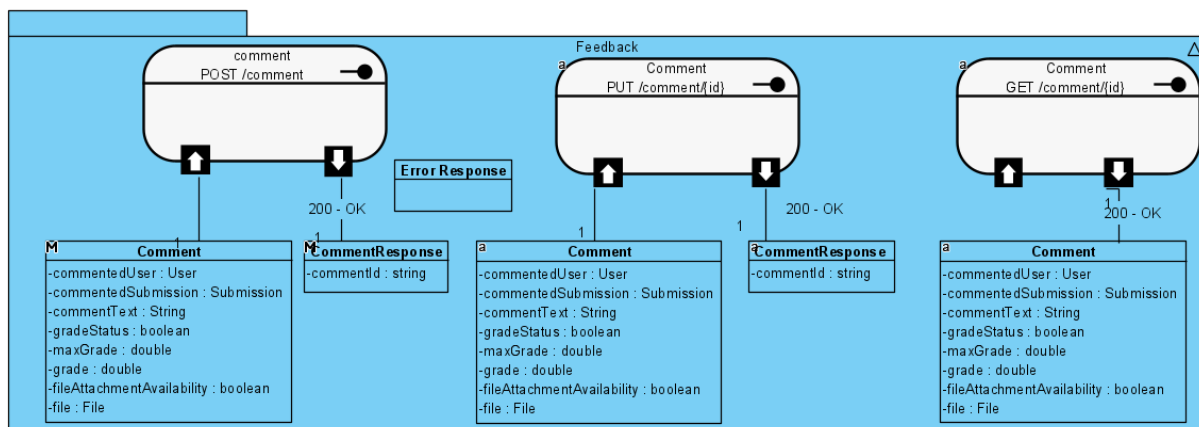 Feedback
comment
POST /comment
a
Comment
PUT /comment/{id}
a
Comment
GET /comment/{id}
Error Response
200 - OK
200 - OK
200 - OK
1
1
1
1
1
M
Comment
-commentedUser : User
-commentedSubmission : Submission
-commentText : String
-gradeStatus : boolean
-maxGrade : double
-grade : double
-fileAttachmentAvailability : boolean
-file : File
M
CommentResponse
-commentId : string
a
Comment
-commentedUser : User
-commentedSubmission : Submission
-commentText : String
-gradeStatus : boolean
-maxGrade : double
-grade : double
-fileAttachmentAvailability : boolean
-file : File
a
CommentResponse
-commentId : string
a
Comment
-commentedUser : User
-commentedSubmission : Submission
-commentText : String
-gradeStatus : boolean
-maxGrade : double
-grade : double
-fileAttachmentAvailability : boolean
-file : File